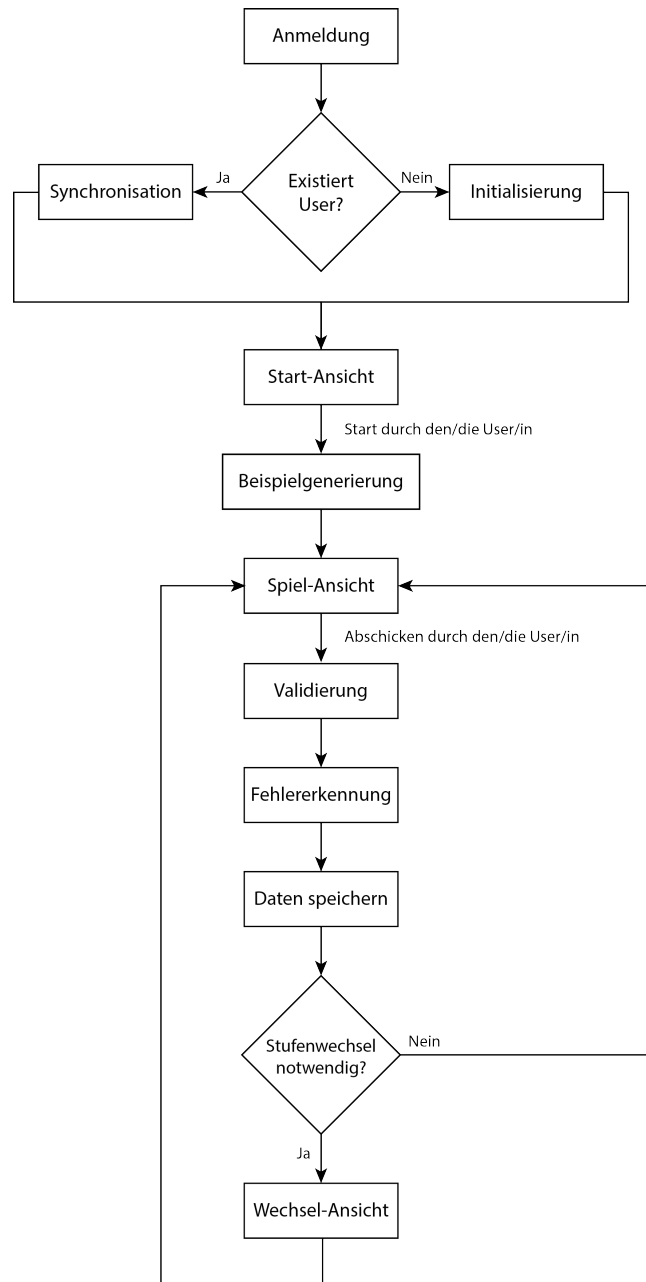 Anmeldung
Existiert
User?
Ja
Nein
Synchronisation
Initialisierung
Start-Ansicht
Start durch den/die User/in
Beispielgenerierung
Spiel-Ansicht
Abschicken durch den/die User/in
Validierung
Fehlererkennung
Daten speichern
Stufenwechsel
notwendig?
Nein
Ja
Wechsel-Ansicht